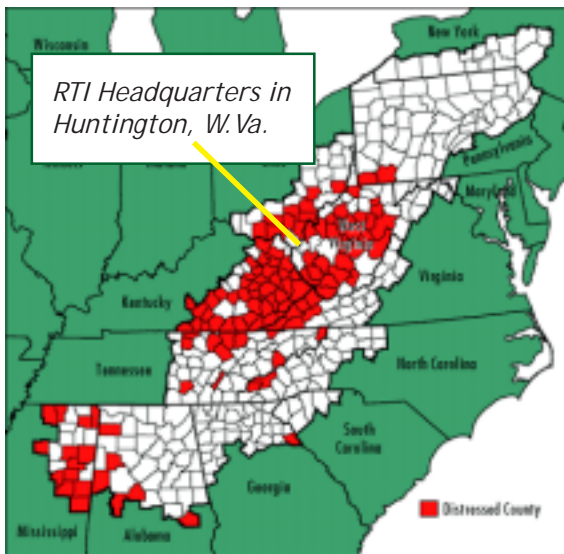 Wisconsin
New York
RTI Headquarters in
Huntington, W.Va.
Pennsylvania
Maryland
West
Virginia
Virginia
Kentucky
Tennessee
North Carolina
South
Carolina
Georgia
Distressed County
Mississippi
Alabama